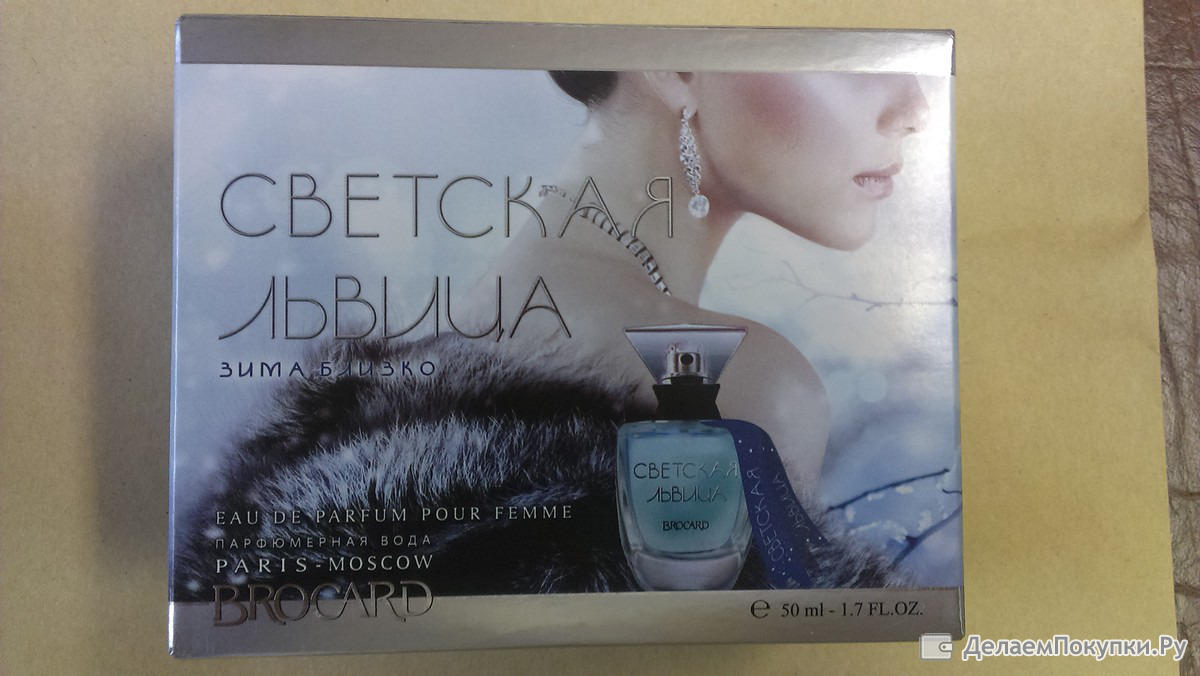 СВЕТСКАЯ
ЛЬВИЦА
ЗИМА БЛИЗКО
СВЕТСКАЯ
ЛЬВИЦА
BROCARD
СВЕТСКАЯ
ЛЬВИЦА
EAU DE PARFUM POUR FEMME
ПАРФЮМЕРНАЯ ВОДА
PARIS - MOSCOW
BROCARD
℮ 50 ml - 1.7 FL.OZ.
ДелаемПокупки.Ру